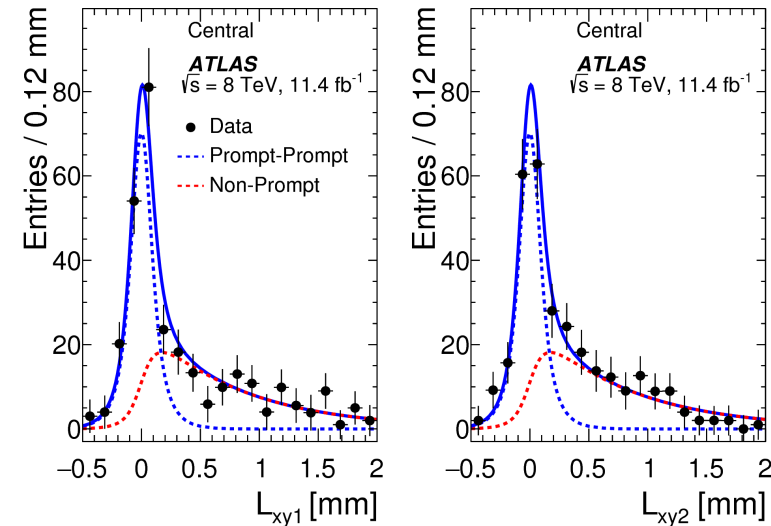 Central
ATLAS
√s = 8 TeV, 11.4 fb⁻¹
Data
Prompt-Prompt
Non-Prompt
Entries / 0.12 mm
80
60
40
20
0
−0.5 0 0.5 1 1.5 2
L_xy1 [mm]
Central
ATLAS
√s = 8 TeV, 11.4 fb⁻¹
Entries / 0.12 mm
80
60
40
20
0
−0.5 0 0.5 1 1.5 2
L_xy2 [mm]